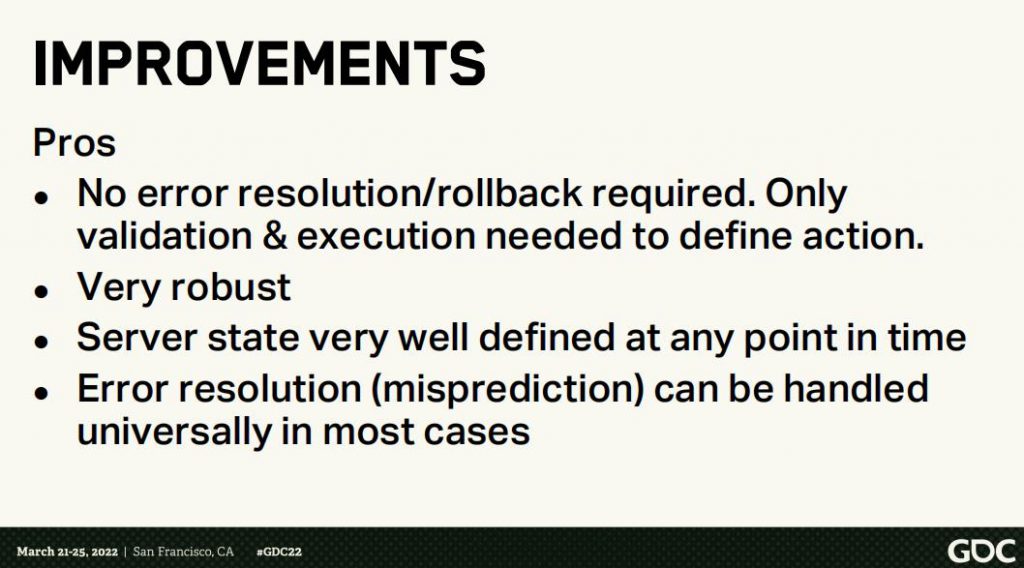 IMPROVEMENTS
Pros
• No error resolution/rollback required. Only
validation & execution needed to define action.
• Very robust
• Server state very well defined at any point in time
• Error resolution (misprediction) can be handled
universally in most cases
March 21-25, 2022 | San Francisco, CA #GDC22
GDC